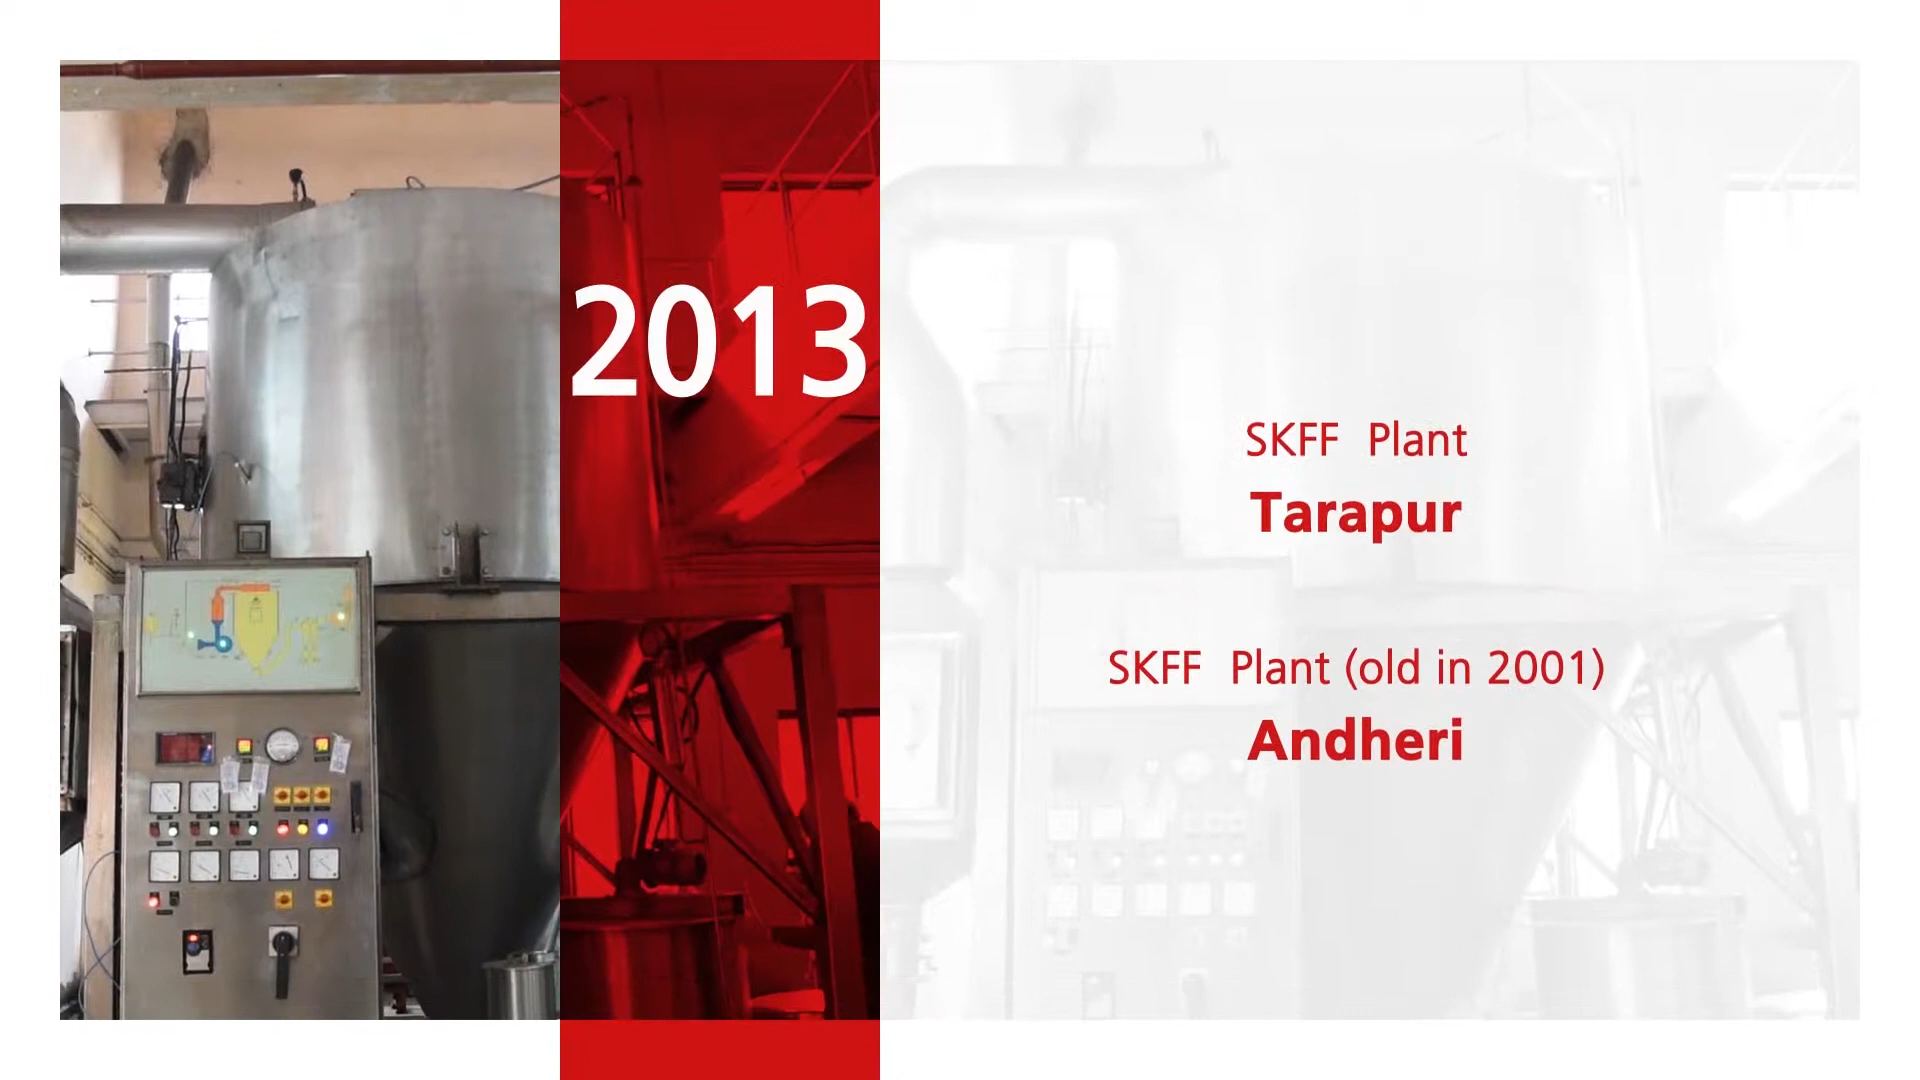 2013
SKFF Plant
Tarapur
SKFF Plant (old in 2001)
Andheri